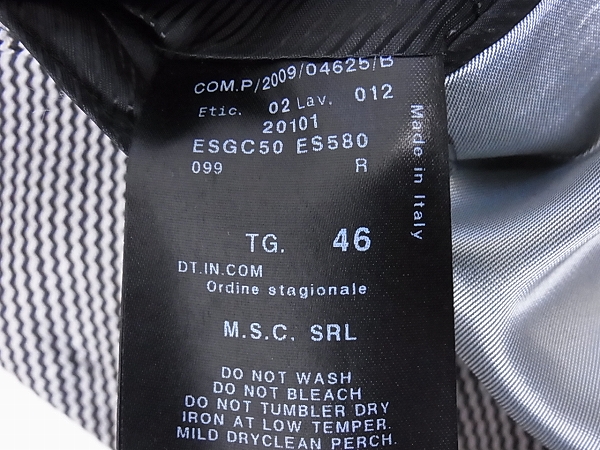 COM.P/2009/04625/B
Etic. 02 Lav. 012
20101
ESGC50 ES580
099 R
Made in Italy
TG. 46
DT.IN.COM
Ordine stagionale
M.S.C. SRL
DO NOT WASH
DO NOT BLEACH
DO NOT TUMBLER DRY
IRON AT LOW TEMPER.
MILD DRYCLEAN PERCH.